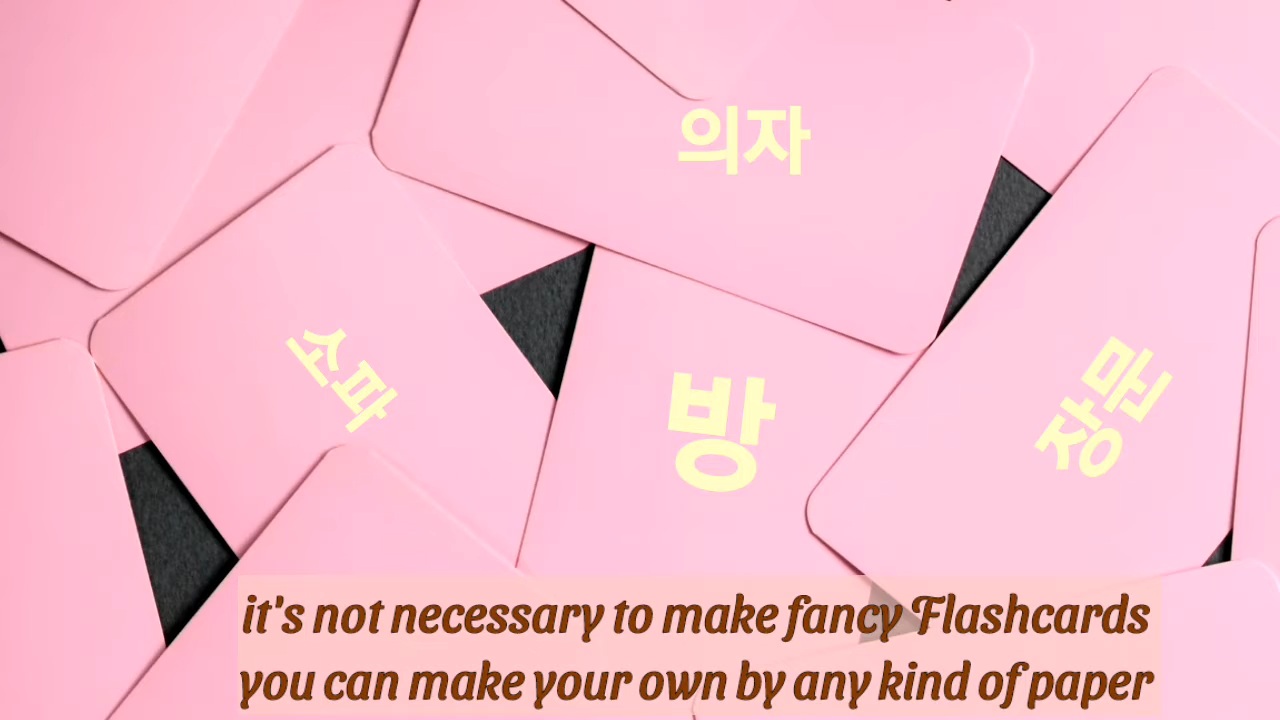 의자
소파
방
장문
it's not necessary to make fancy Flashcards
you can make your own by any kind of paper